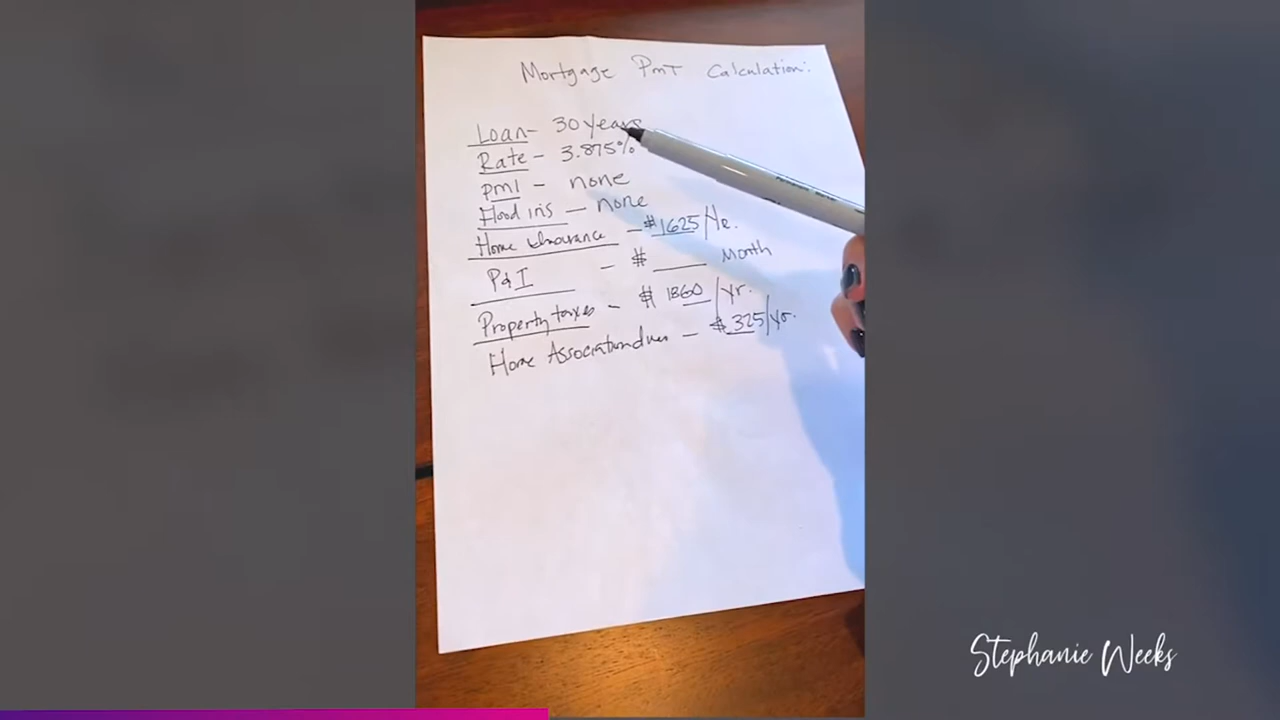 Mortgage PmT Calculation:
Loan- 30 years
Rate - 3.875%
pmI - none
Flood ins - none
Home Insurance - $1625/Yr.
P&I - $ ____ Month
Property taxes - $ 1860/yr.
Home Association dues - $325/yr.
Stephanie Weeks